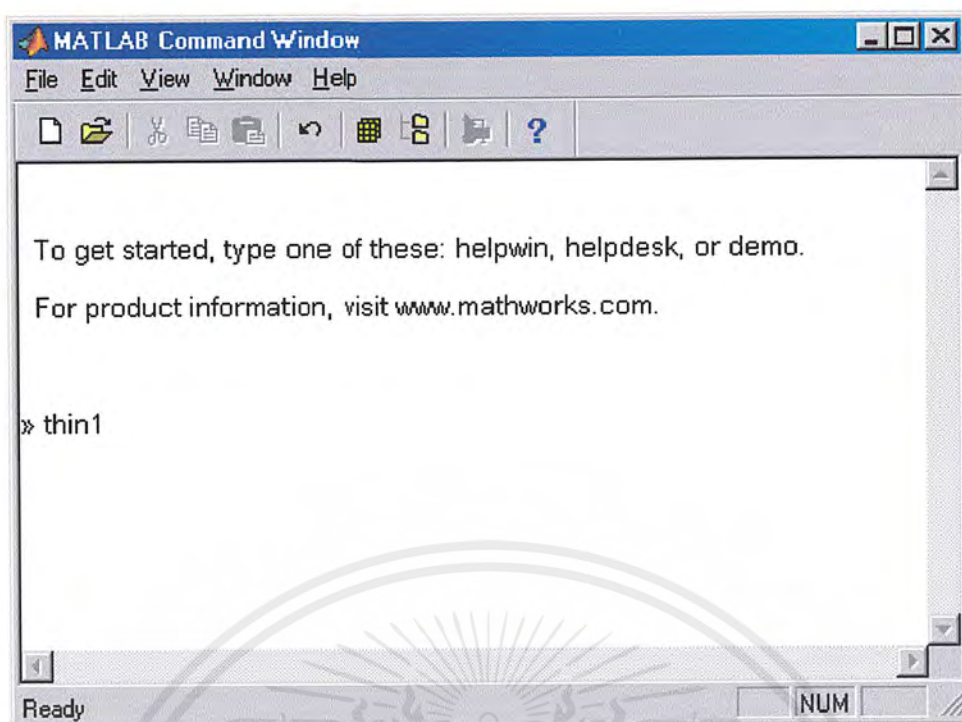 MATLAB Command Window
File Edit View Window Help
To get started, type one of these: helpwin, helpdesk, or demo.
For product information, visit www.mathworks.com.
» thin1
Ready NUM